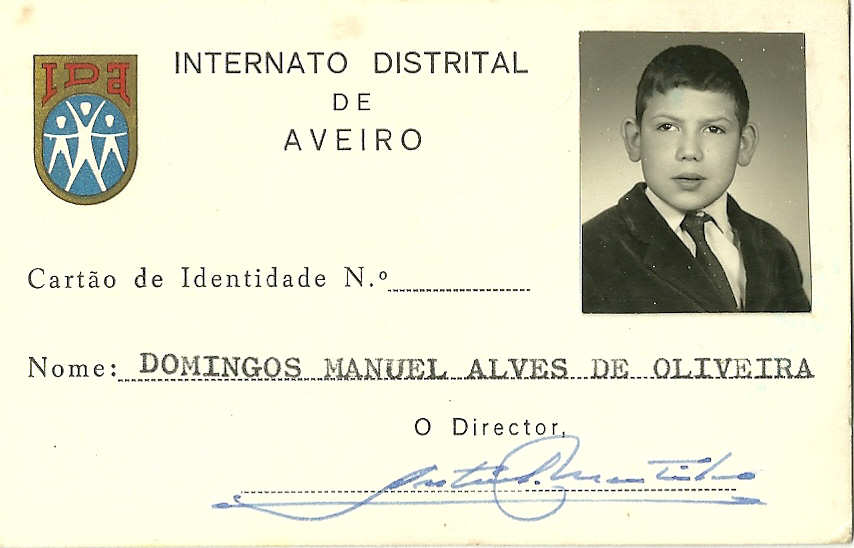 IDA
INTERNATO DISTRITAL
DE
AVEIRO
Cartão de Identidade N.º
Nome: DOMINGOS MANUEL ALVES DE OLIVEIRA
O Director,